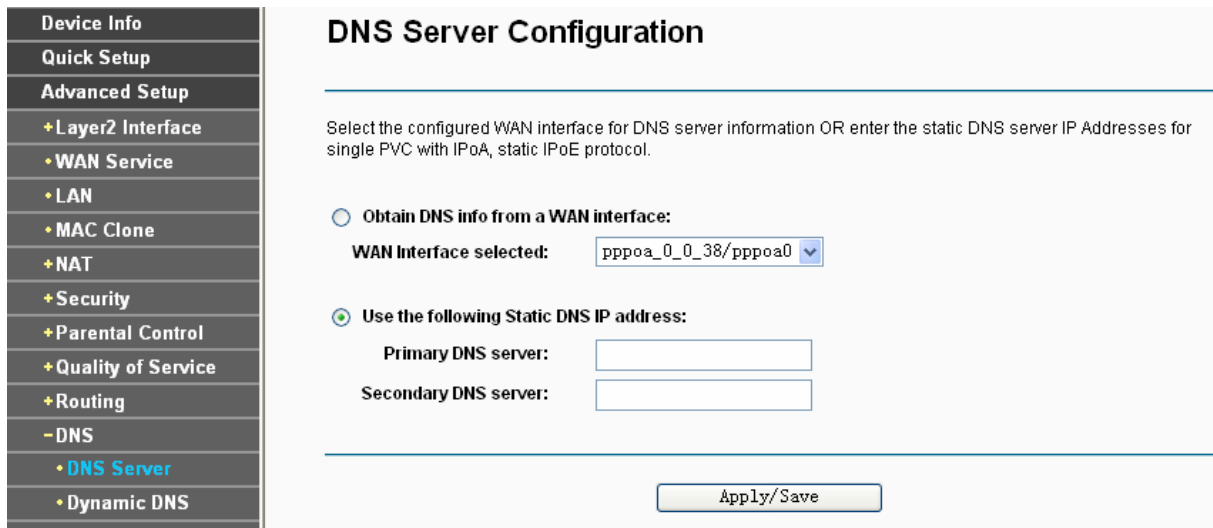 Device Info
Quick Setup
Advanced Setup
+Layer2 Interface
•WAN Service
•LAN
•MAC Clone
+NAT
+Security
+Parental Control
+Quality of Service
+Routing
−DNS
•DNS Server
•Dynamic DNS
DNS Server Configuration
Select the configured WAN interface for DNS server information OR enter the static DNS server IP Addresses for
single PVC with IPoA, static IPoE protocol.
Obtain DNS info from a WAN interface:
WAN Interface selected: pppoa_0_0_38/pppoa0
Use the following Static DNS IP address:
Primary DNS server:
Secondary DNS server:
Apply/Save